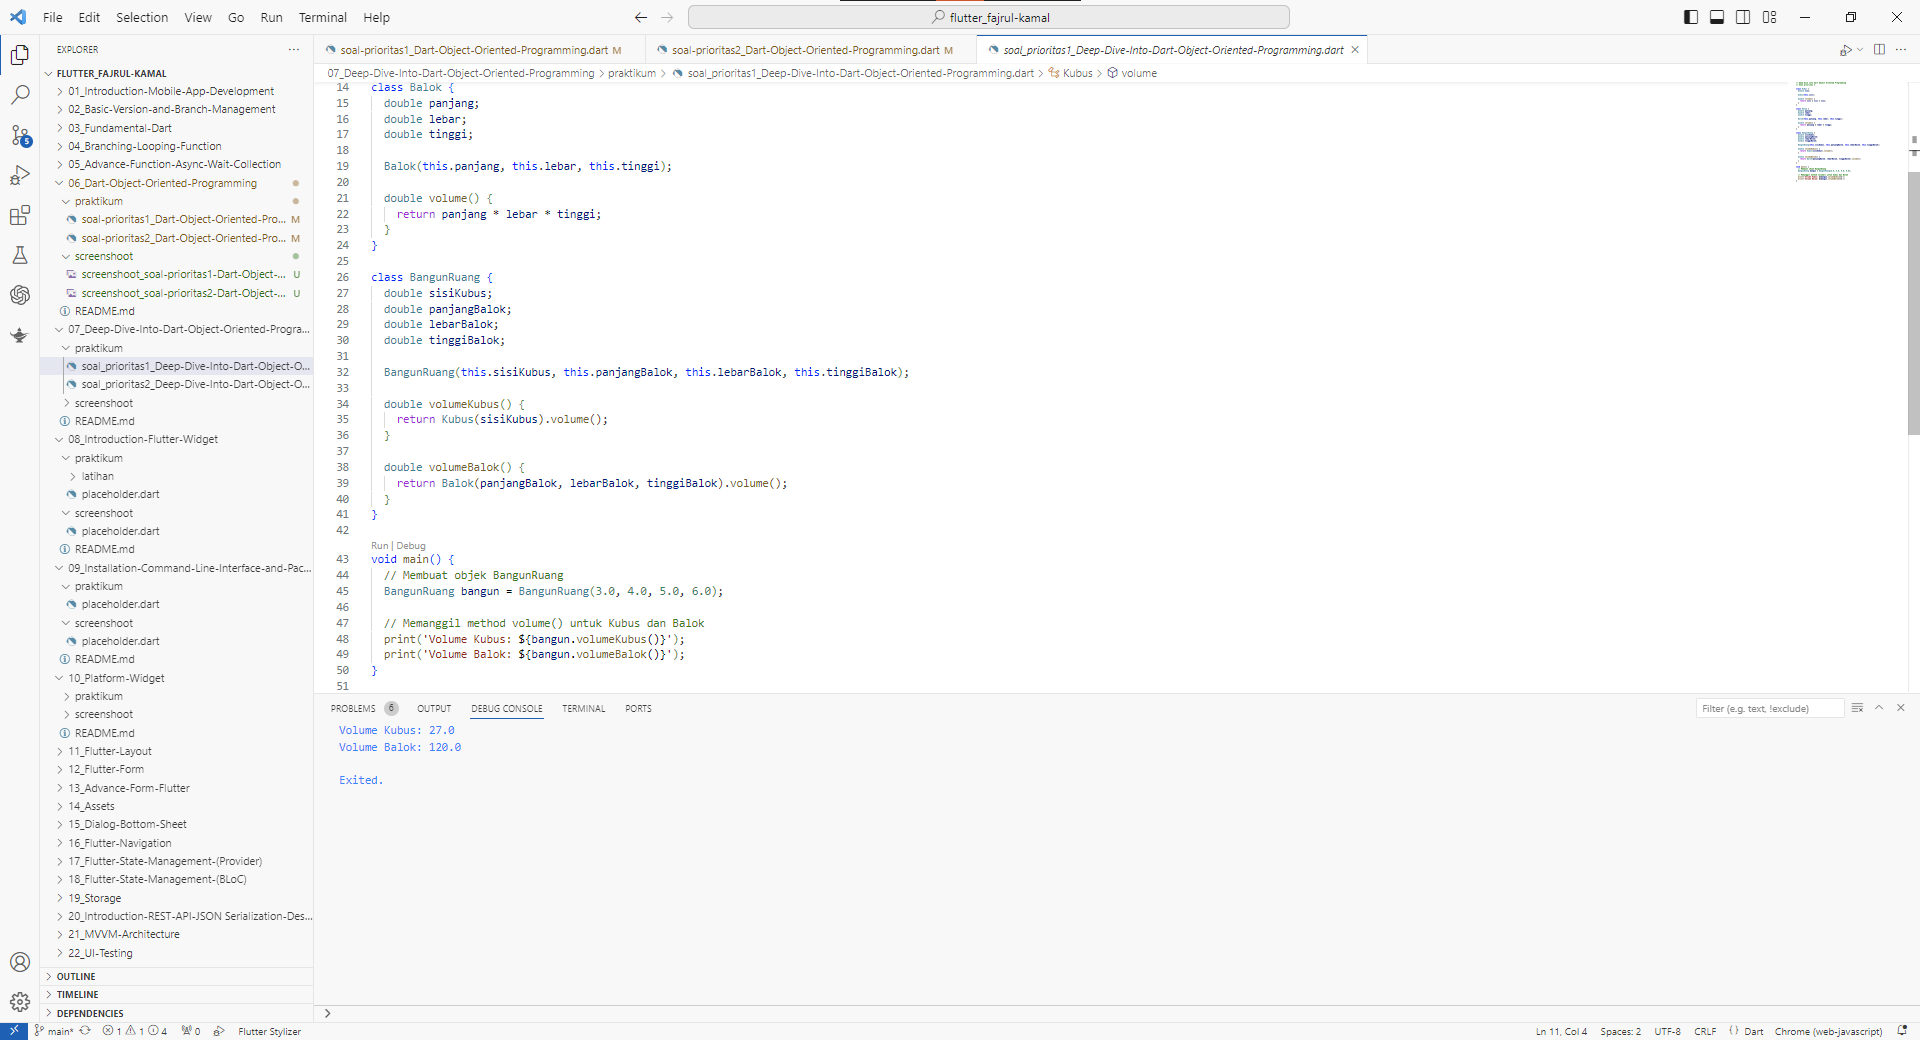 File Edit Selection View Go Run Terminal Help
flutter_fajrul-kamal
EXPLORER
FLUTTER_FAJRUL-KAMAL
01_Introduction-Mobile-App-Development
02_Basic-Version-and-Branch-Management
03_Fundamental-Dart
04_Branching-Looping-Function
05_Advance-Function-Async-Wait-Collection
06_Dart-Object-Oriented-Programming
praktikum
soal-prioritas1_Dart-Object-Oriented-Pro... M
soal-prioritas2_Dart-Object-Oriented-Pro... M
screenshoot
screenshoot_soal-prioritas1-Dart-Object-... U
screenshoot_soal-prioritas2-Dart-Object-... U
README.md
07_Deep-Dive-Into-Dart-Object-Oriented-Progra...
praktikum
soal_prioritas1_Deep-Dive-Into-Dart-Object-O...
soal_prioritas2_Deep-Dive-Into-Dart-Object-O...
screenshoot
README.md
08_Introduction-Flutter-Widget
praktikum
latihan
placeholder.dart
screenshoot
placeholder.dart
README.md
09_Installation-Command-Line-Interface-and-Pac...
praktikum
placeholder.dart
screenshoot
placeholder.dart
README.md
10_Platform-Widget
praktikum
screenshoot
README.md
11_Flutter-Layout
12_Flutter-Form
13_Advance-Form-Flutter
14_Assets
15_Dialog-Bottom-Sheet
16_Flutter-Navigation
17_Flutter-State-Management-(Provider)
18_Flutter-State-Management-(BLoC)
19_Storage
20_Introduction-REST-API-JSON Serialization-Des...
21_MVVM-Architecture
22_UI-Testing
OUTLINE
TIMELINE
DEPENDENCIES
5
soal-prioritas1_Dart-Object-Oriented-Programming.dart M
soal-prioritas2_Dart-Object-Oriented-Programming.dart M
soal_prioritas1_Deep-Dive-Into-Dart-Object-Oriented-Programming.dart
07_Deep-Dive-Into-Dart-Object-Oriented-Programming > praktikum > soal_prioritas1_Deep-Dive-Into-Dart-Object-Oriented-Programming.dart > Kubus > volume
14 class Balok {
15 double panjang;
16 double lebar;
17 double tinggi;
18
19 Balok(this.panjang, this.lebar, this.tinggi);
20
21 double volume() {
22 return panjang * lebar * tinggi;
23 }
24 }
25
26 class BangunRuang {
27 double sisiKubus;
28 double panjangBalok;
29 double lebarBalok;
30 double tinggiBalok;
31
32 BangunRuang(this.sisiKubus, this.panjangBalok, this.lebarBalok, this.tinggiBalok);
33
34 double volumeKubus() {
35 return Kubus(sisiKubus).volume();
36 }
37
38 double volumeBalok() {
39 return Balok(panjangBalok, lebarBalok, tinggiBalok).volume();
40 }
41 }
42
Run | Debug
43 void main() {
44 // Membuat objek BangunRuang
45 BangunRuang bangun = BangunRuang(3.0, 4.0, 5.0, 6.0);
46
47 // Memanggil method volume() untuk Kubus dan Balok
48 print('Volume Kubus: ${bangun.volumeKubus()}');
49 print('Volume Balok: ${bangun.volumeBalok()}');
50 }
51
PROBLEMS 6 OUTPUT DEBUG CONSOLE TERMINAL PORTS
Filter (e.g. text, !exclude)
Volume Kubus: 27.0
Volume Balok: 120.0
Exited.
main* 1 1 4 0 Flutter Stylizer
Ln 11, Col 4 Spaces: 2 UTF-8 CRLF {} Dart Chrome (web-javascript)